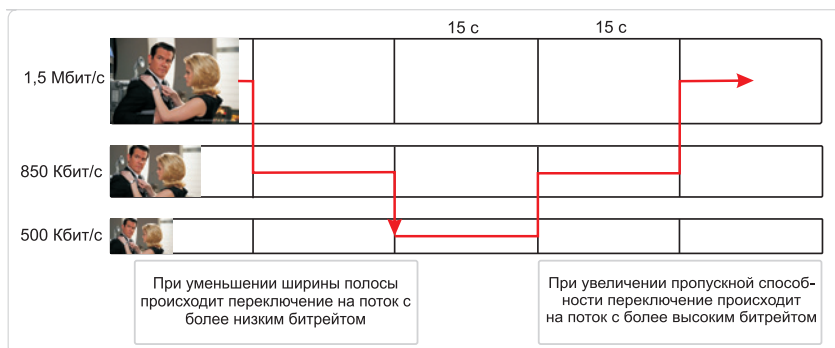 15 с 15 с
1,5 Мбит/с
850 Кбит/с
500 Кбит/с
При уменьшении ширины полосы
происходит переключение на поток с
более низким битрейтом
При увеличении пропускной способ-
ности переключение происходит
на поток с более высоким битрейтом